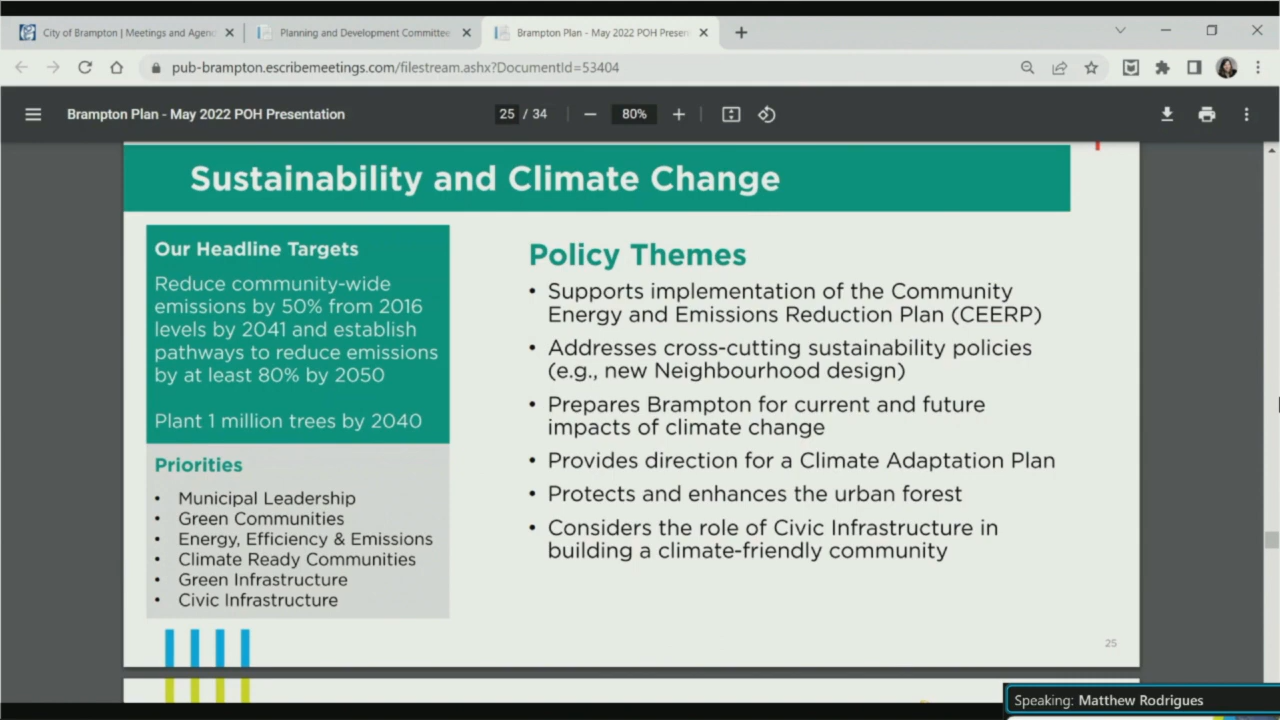 City of Brampton | Meetings and Agen
Planning and Development Committee
Brampton Plan - May 2022 POH Presen
pub-brampton.escribemeetings.com/filestream.ashx?DocumentId=53404
Brampton Plan - May 2022 POH Presentation
25 / 34
80%
Sustainability and Climate Change
Our Headline Targets
Reduce community-wide
emissions by 50% from 2016
levels by 2041 and establish
pathways to reduce emissions
by at least 80% by 2050
Plant 1 million trees by 2040
Priorities
• Municipal Leadership
• Green Communities
• Energy, Efficiency & Emissions
• Climate Ready Communities
• Green Infrastructure
• Civic Infrastructure
Policy Themes
• Supports implementation of the Community
Energy and Emissions Reduction Plan (CEERP)
• Addresses cross-cutting sustainability policies
(e.g., new Neighbourhood design)
• Prepares Brampton for current and future
impacts of climate change
• Provides direction for a Climate Adaptation Plan
• Protects and enhances the urban forest
• Considers the role of Civic Infrastructure in
building a climate-friendly community
25
Speaking: Matthew Rodrigues